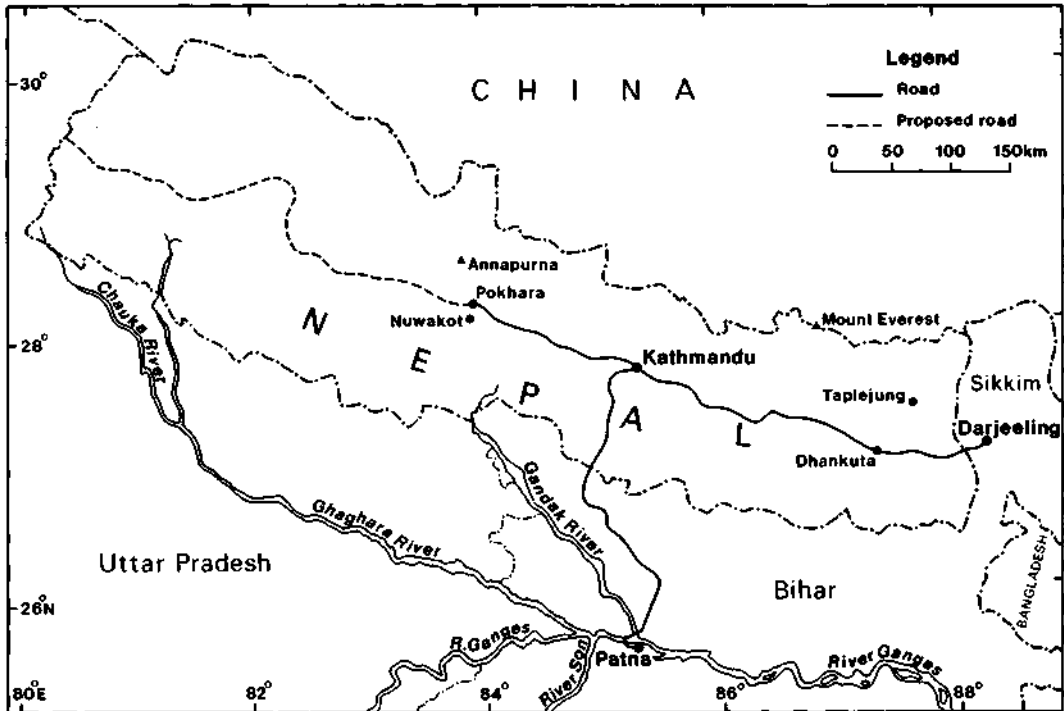 Legend
Road
Proposed road
0 50 100 150km
30°
CHINA
Annapurna
Pokhara
Nuwakot
Mount Everest
28°
Kathmandu
NEPAL
Sikkim
Taplejung
Darjeeling
Dhankuta
Chauka River
Gandak River
Ghaghara River
Uttar Pradesh
Bihar
BANGLADESH
26N
R.Ganges
River Son
Patna
River Ganges
80°E 82° 84° 86° 88°